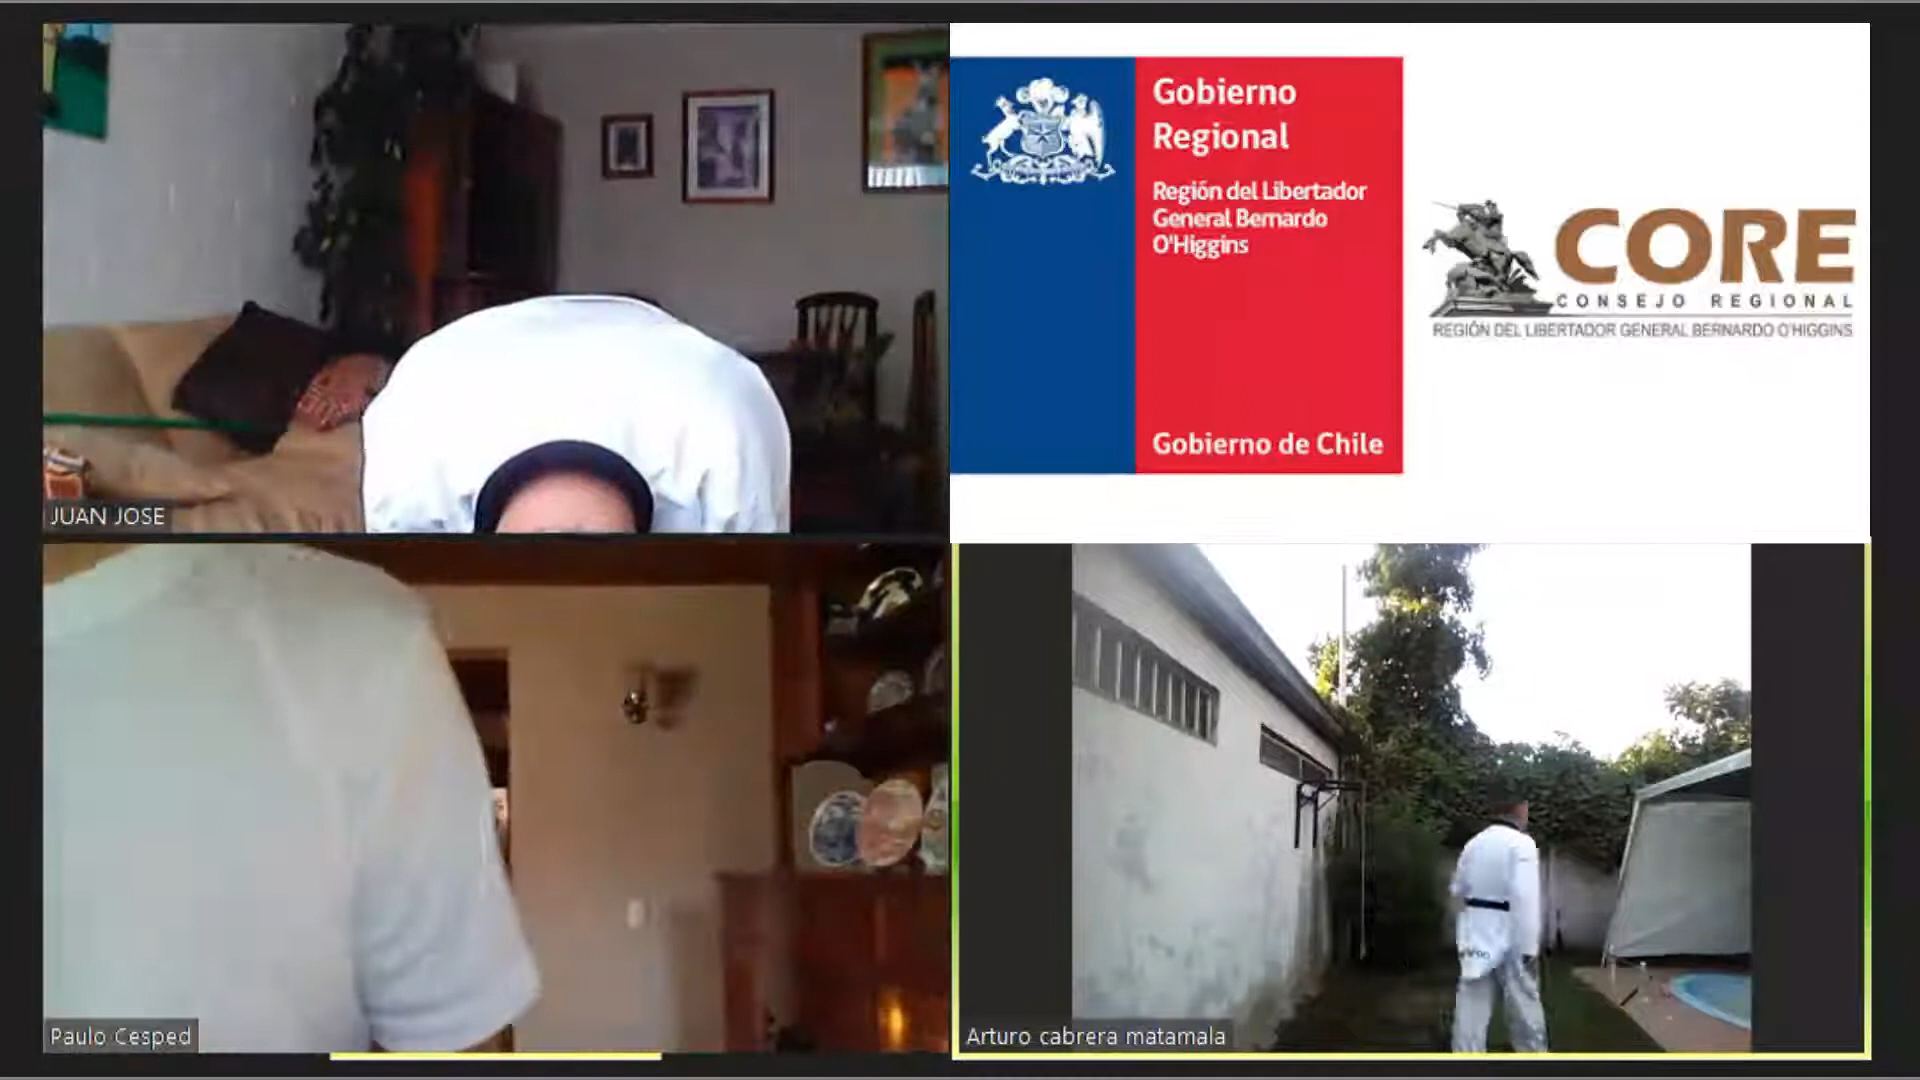 Gobierno
Regional
Región del Libertador
General Bernardo
O'Higgins
Gobierno de Chile
CORE
CONSEJO REGIONAL
REGIÓN DEL LIBERTADOR GENERAL BERNARDO O'HIGGINS
JUAN JOSE
Paulo Cesped
Arturo cabrera matamala